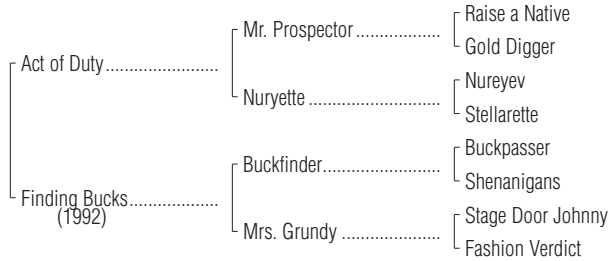 Act of Duty
Finding Bucks
(1992)
Mr. Prospector
Nuryette
Buckfinder
Mrs. Grundy
Raise a Native
Gold Digger
Nureyev
Stellarette
Buckpasser
Shenanigans
Stage Door Johnny
Fashion Verdict